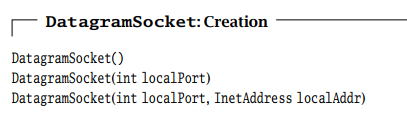 DatagramSocket: Creation
DatagramSocket()
DatagramSocket(int localPort)
DatagramSocket(int localPort, InetAddress localAddr)